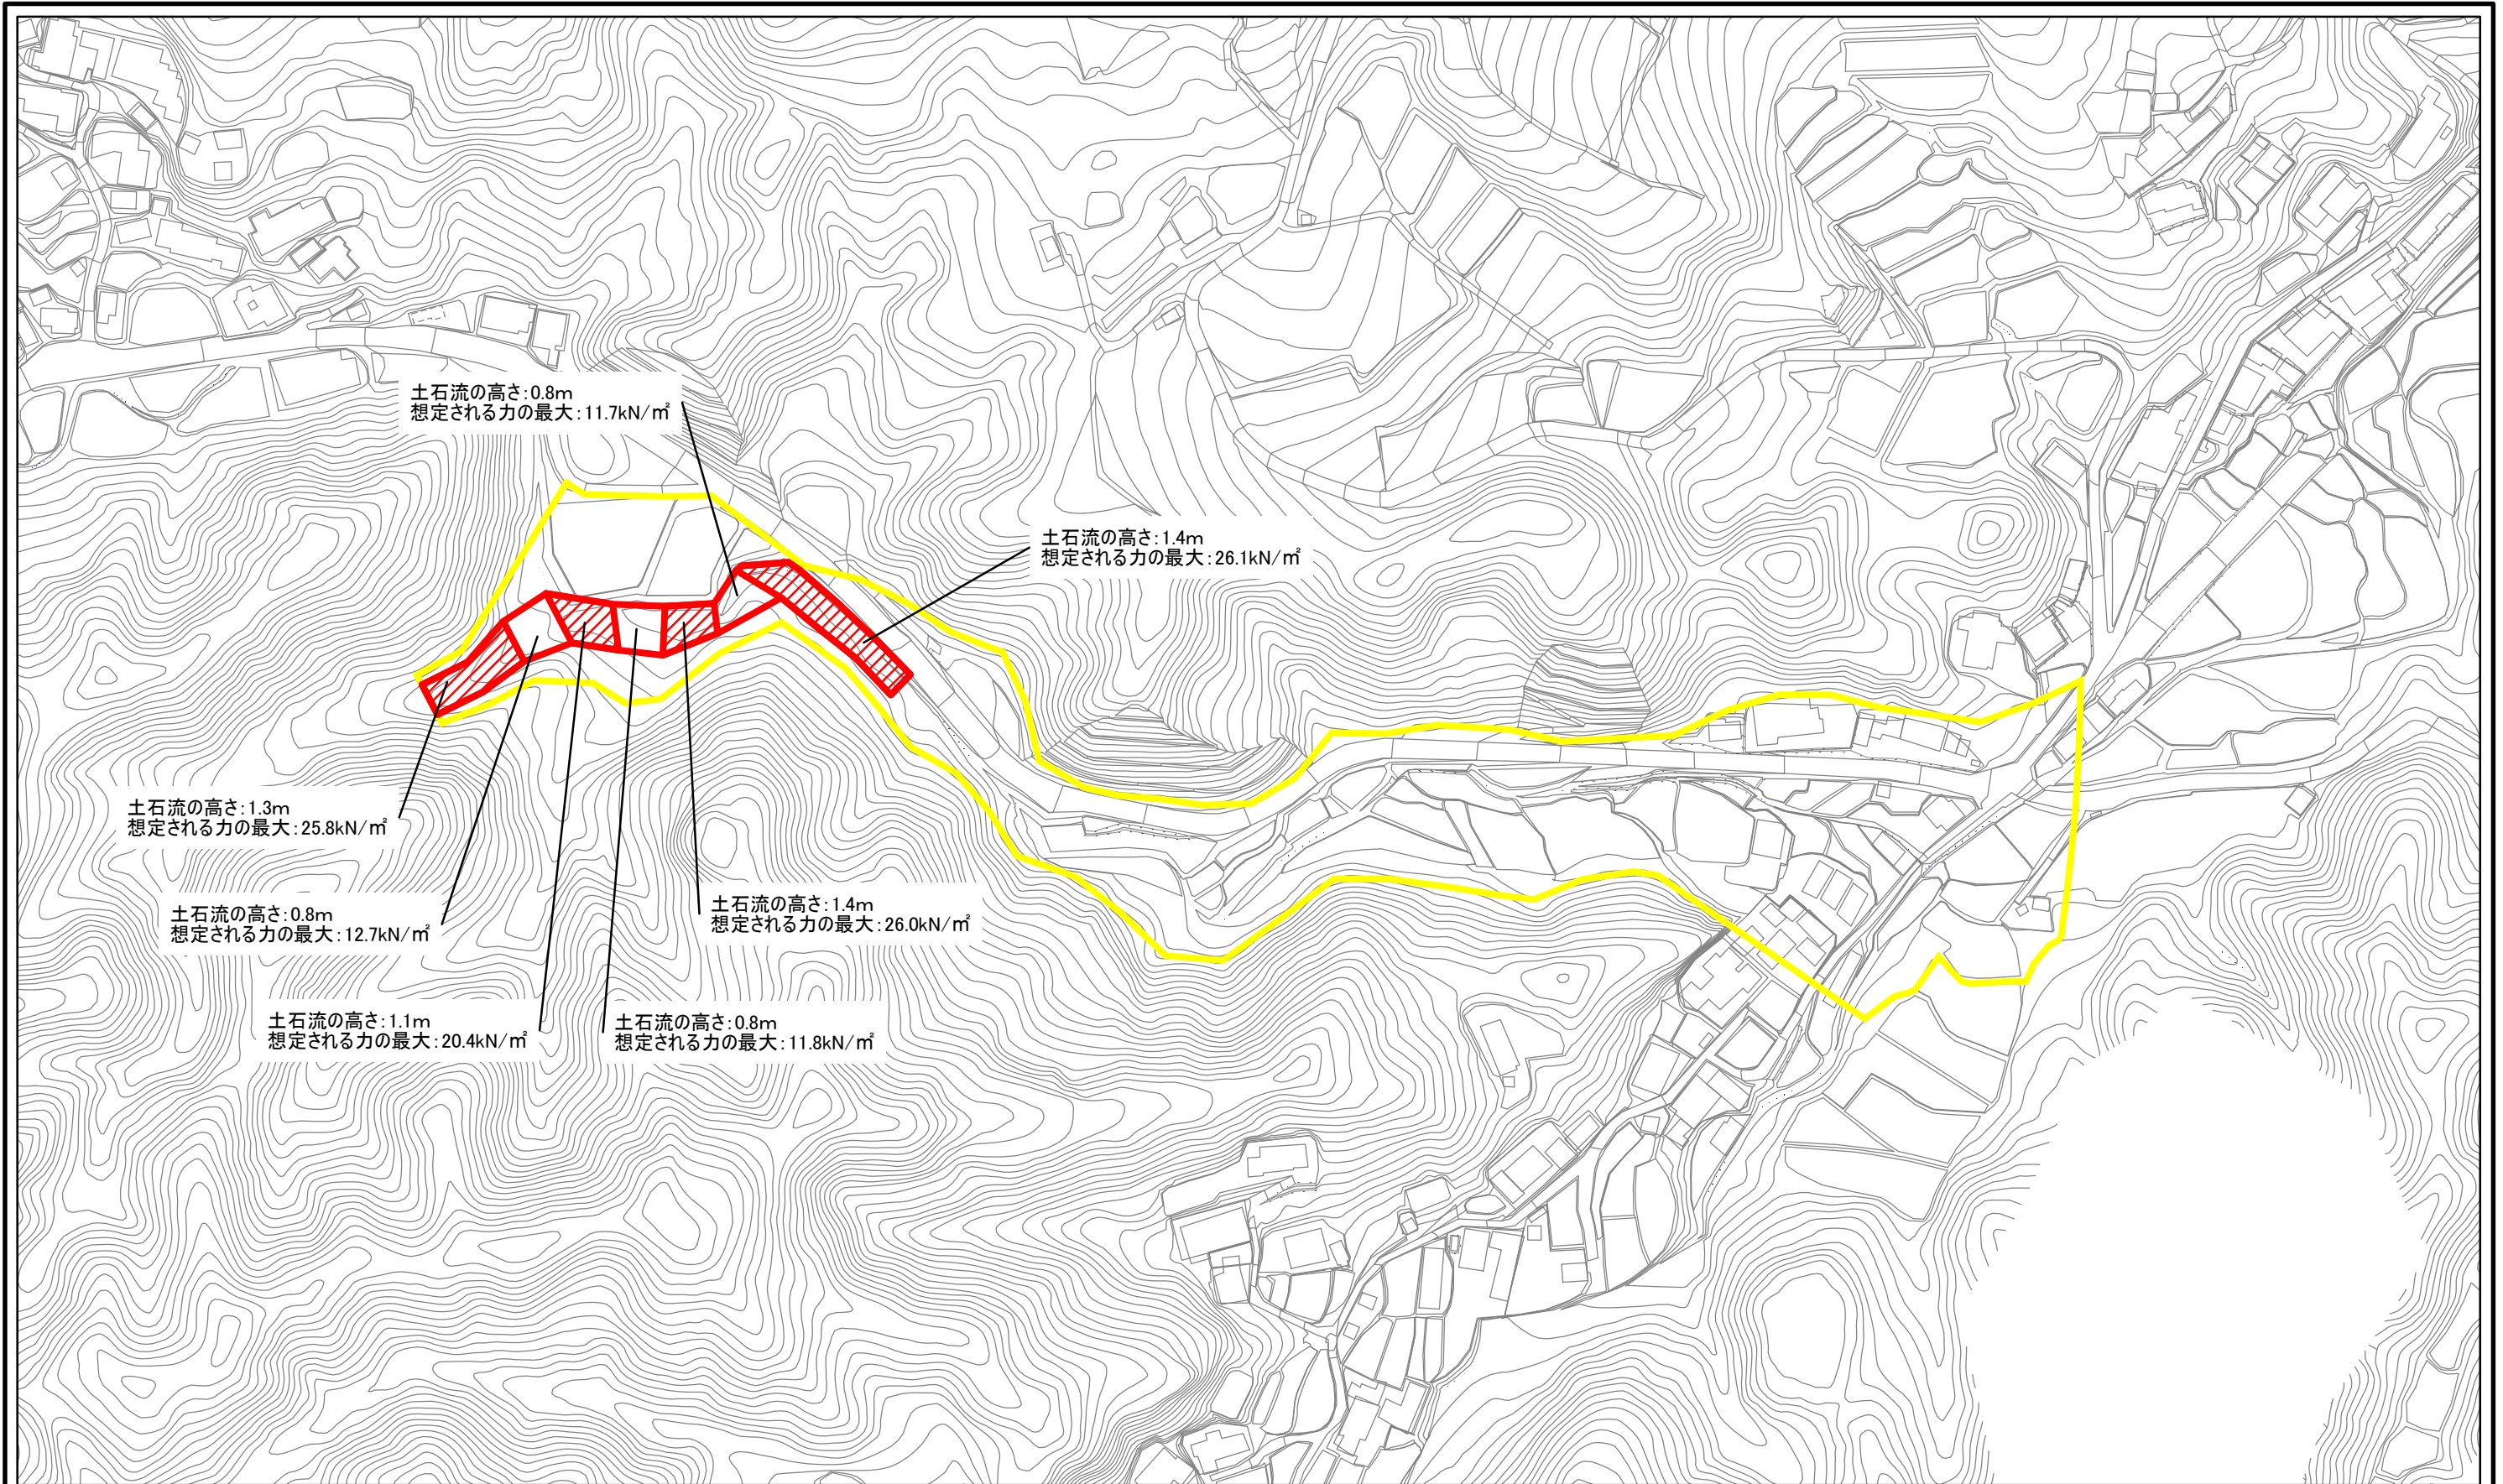 土石流の高さ:0.8m
想定される力の最大:11.7kN/㎡
土石流の高さ:1.4m
想定される力の最大:26.1kN/㎡
土石流の高さ:1.3m
想定される力の最大:25.8kN/㎡
土石流の高さ:0.8m
想定される力の最大:12.7kN/㎡
土石流の高さ:1.4m
想定される力の最大:26.0kN/㎡
土石流の高さ:1.1m
想定される力の最大:20.4kN/㎡
土石流の高さ:0.8m
想定される力の最大:11.8kN/㎡